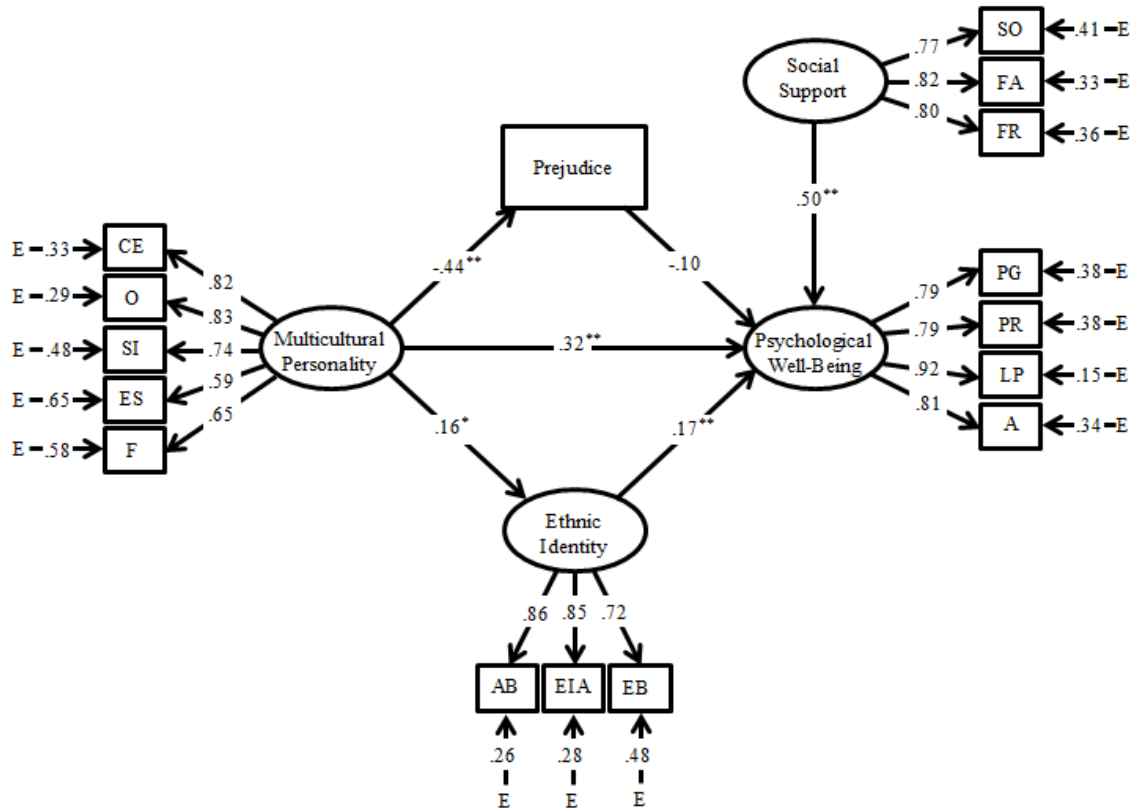 SO
.41
E
.77
Social
Support
.82
FA
.33
E
.80
FR
.36
E
Prejudice
.50**
E
.33
CE
-.44**
-.10
PG
.38
E
.82
.79
E
.29
O
.83
.79
PR
.38
E
E
.48
SI
.74
Multicultural
Personality
.32**
Psychological
Well-Being
.92
LP
.15
E
E
.65
ES
.59
.81
A
.34
E
E
.58
F
.65
.16*
.17**
Ethnic
Identity
.86
.85
.72
AB
EIA
EB
.26
.28
.48
E
E
E